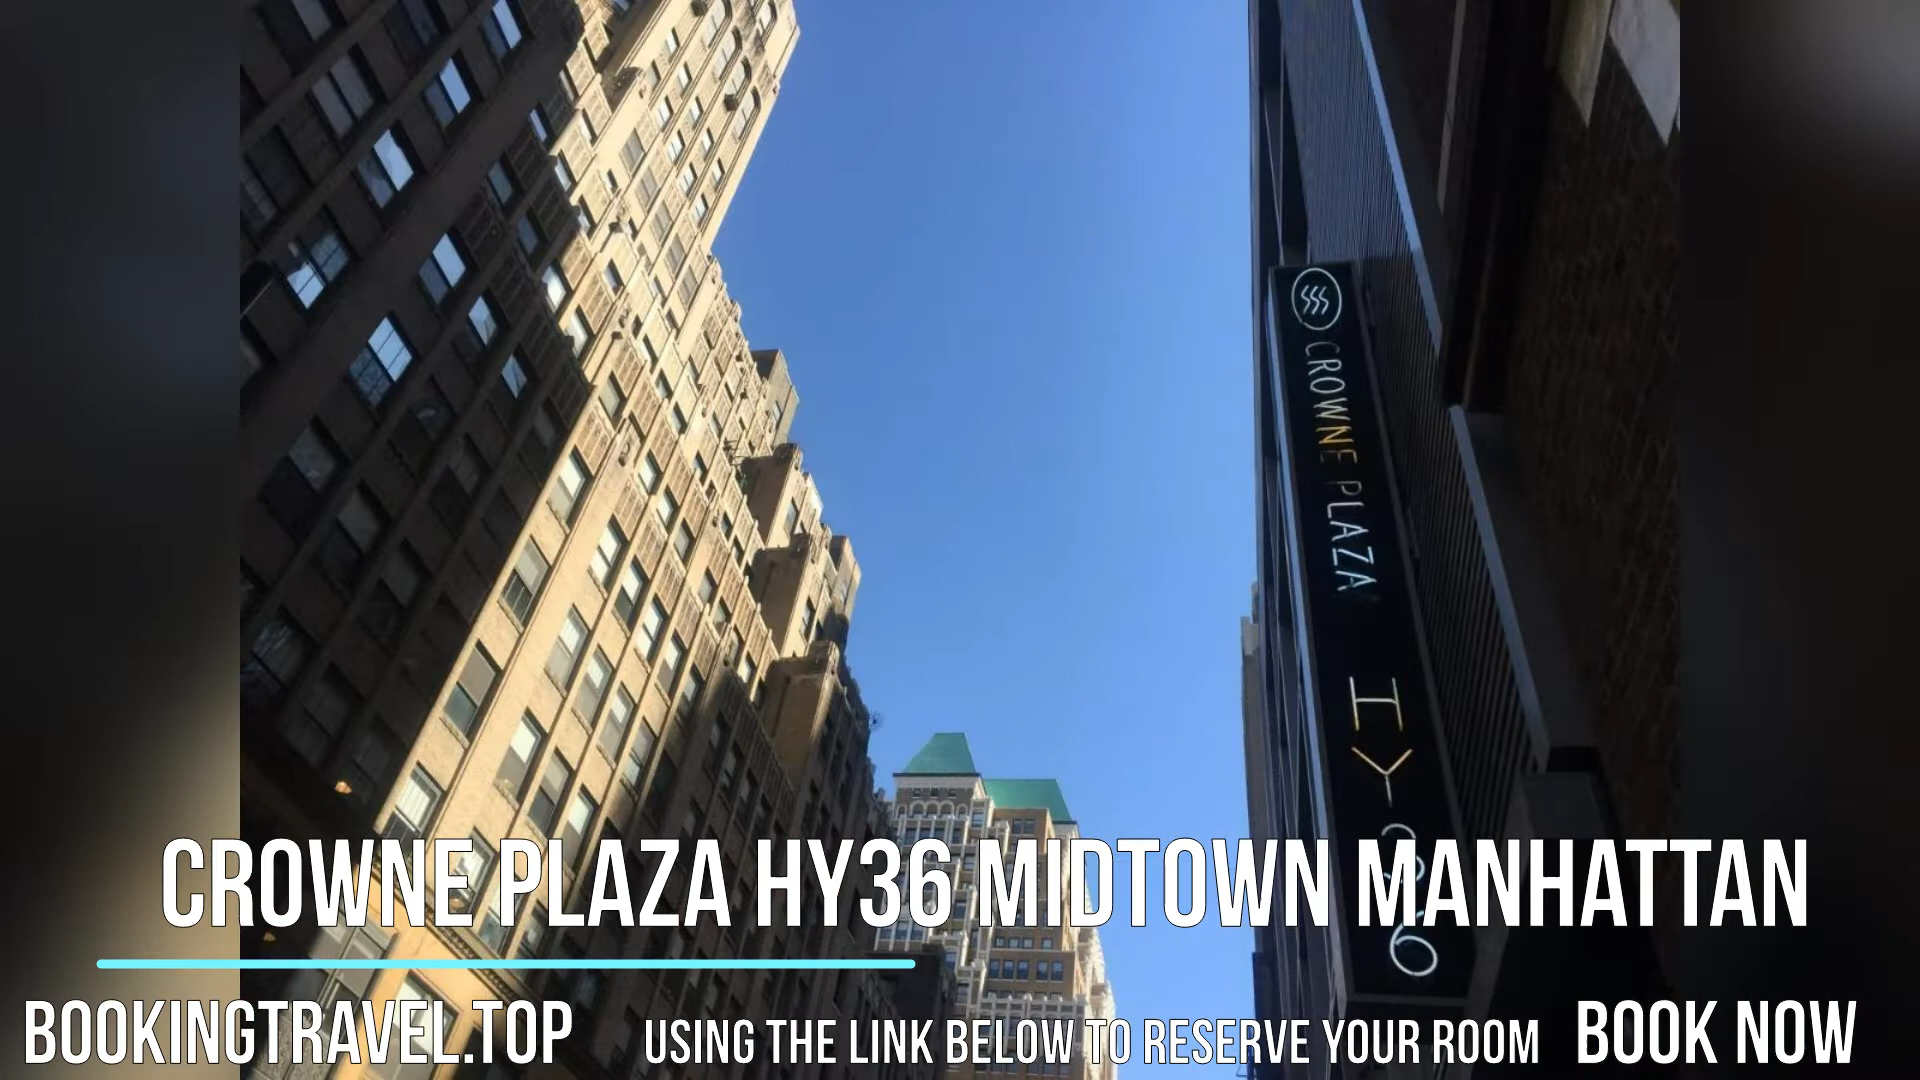 CROWNE PLAZA
HY36
CROWNE PLAZA HY36 MIDTOWN MANHATTAN
BOOKINGTRAVEL.TOP
USING THE LINK BELOW TO RESERVE YOUR ROOM
BOOK NOW